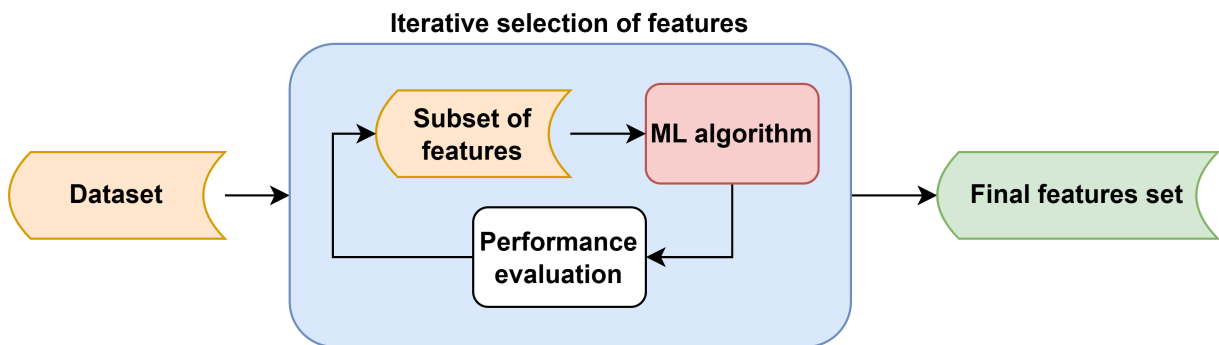 Iterative selection of features
Subset of
features
ML algorithm
Dataset
Final features set
Performance
evaluation